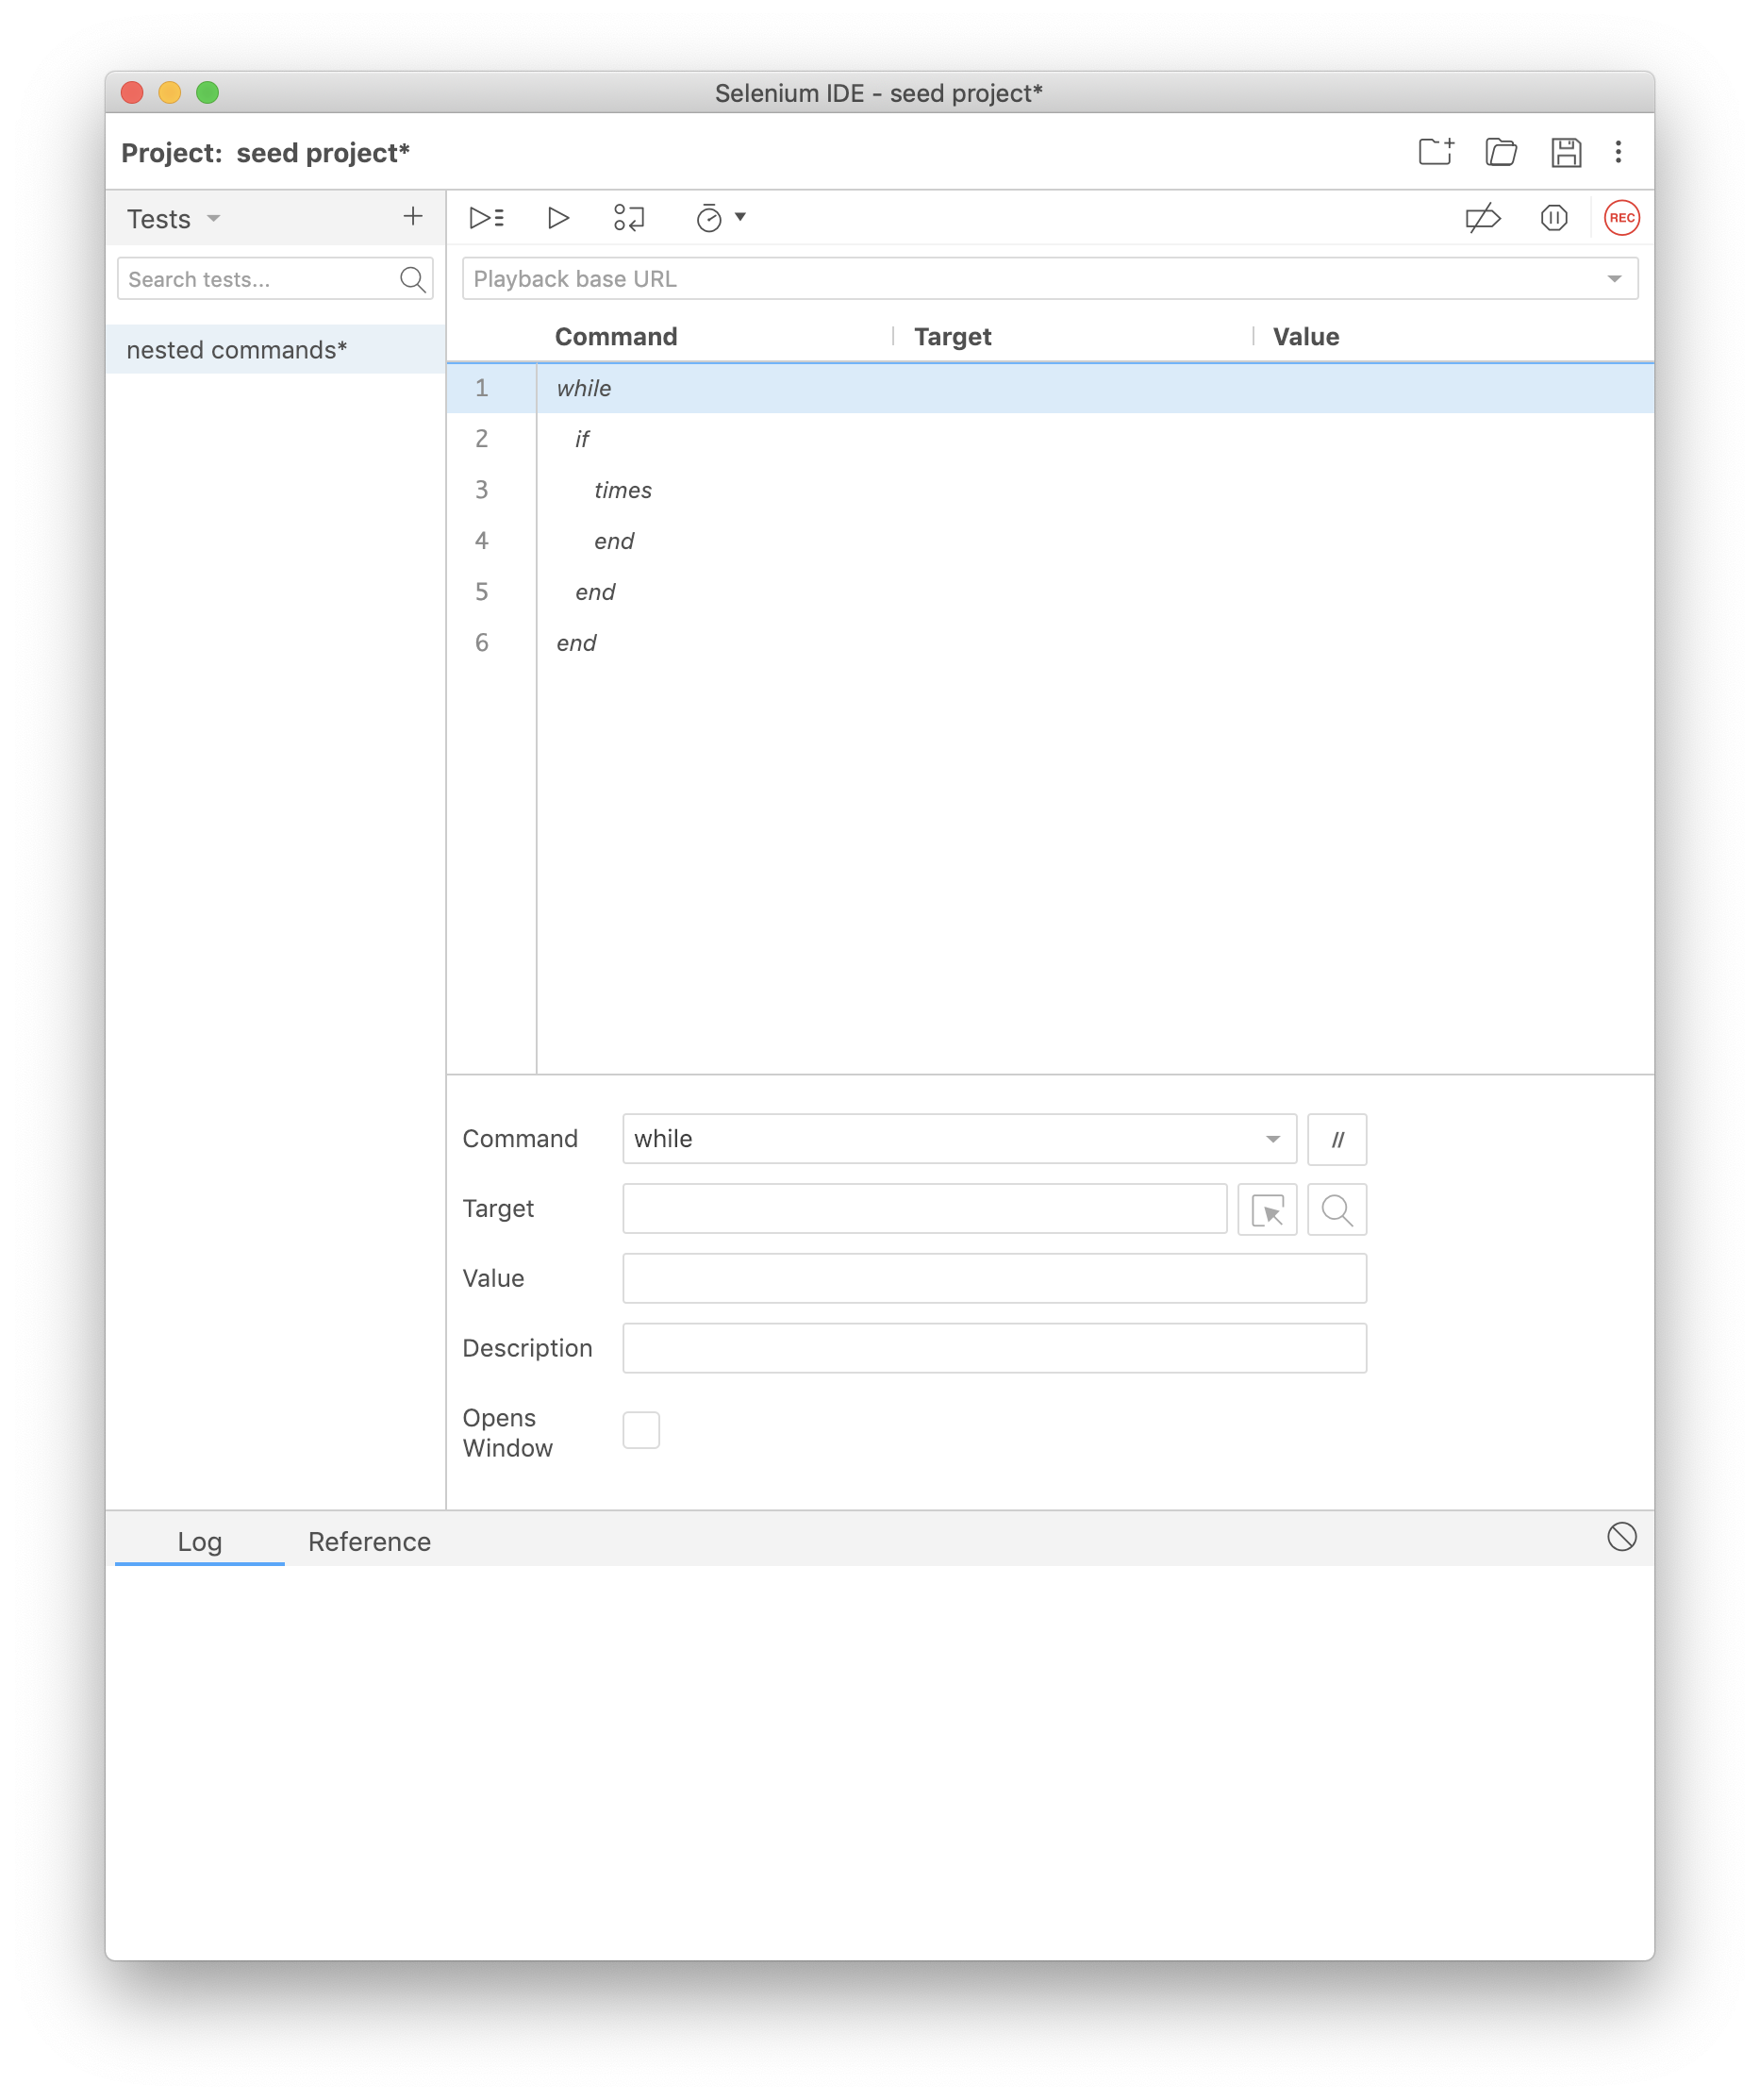 Selenium IDE - seed project*
Project: seed project*
Tests
REC
Search tests...
Playback base URL
Command Target Value
nested commands*
1 while
2 if
3 times
4 end
5 end
6 end
Command while //
Target
Value
Description
Opens
Window
Log Reference